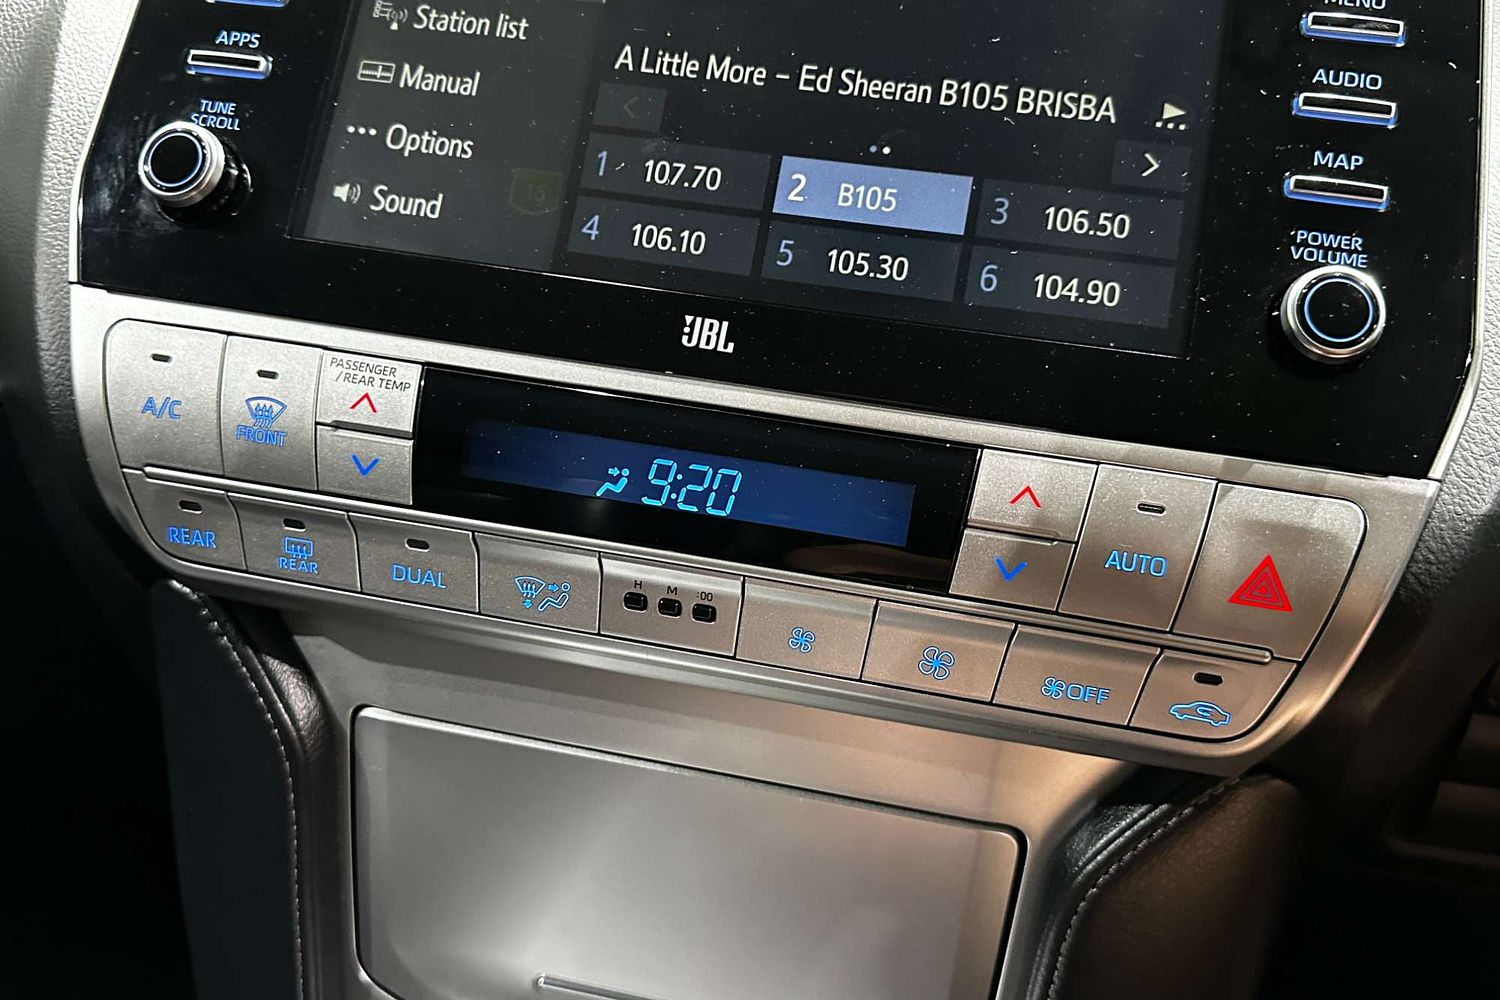 MENU
APPS
TUNE
SCROLL
Station list
Manual
Options
Sound
A Little More – Ed Sheeran B105 BRISBA
1 107.70
2 B105
3 106.50
4 106.10
5 105.30
6 104.90
AUDIO
MAP
POWER
VOLUME
JBL
A/C
FRONT
PASSENGER
/REAR TEMP
9:20
AUTO
REAR
REAR
DUAL
H M :00
OFF